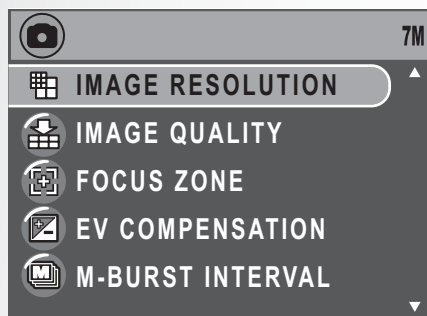 7M
IMAGE RESOLUTION
IMAGE QUALITY
FOCUS ZONE
EV COMPENSATION
M-BURST INTERVAL